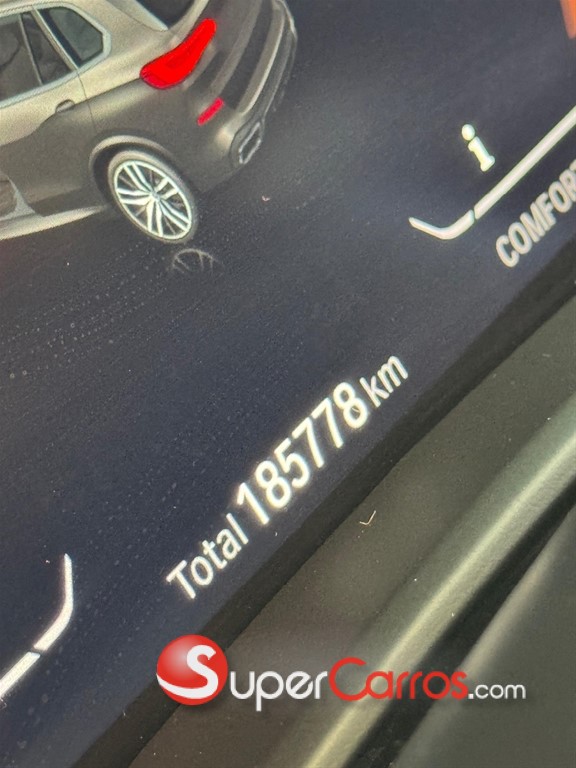 i
COMFORT
Total 185778 km
SuperCarros.com